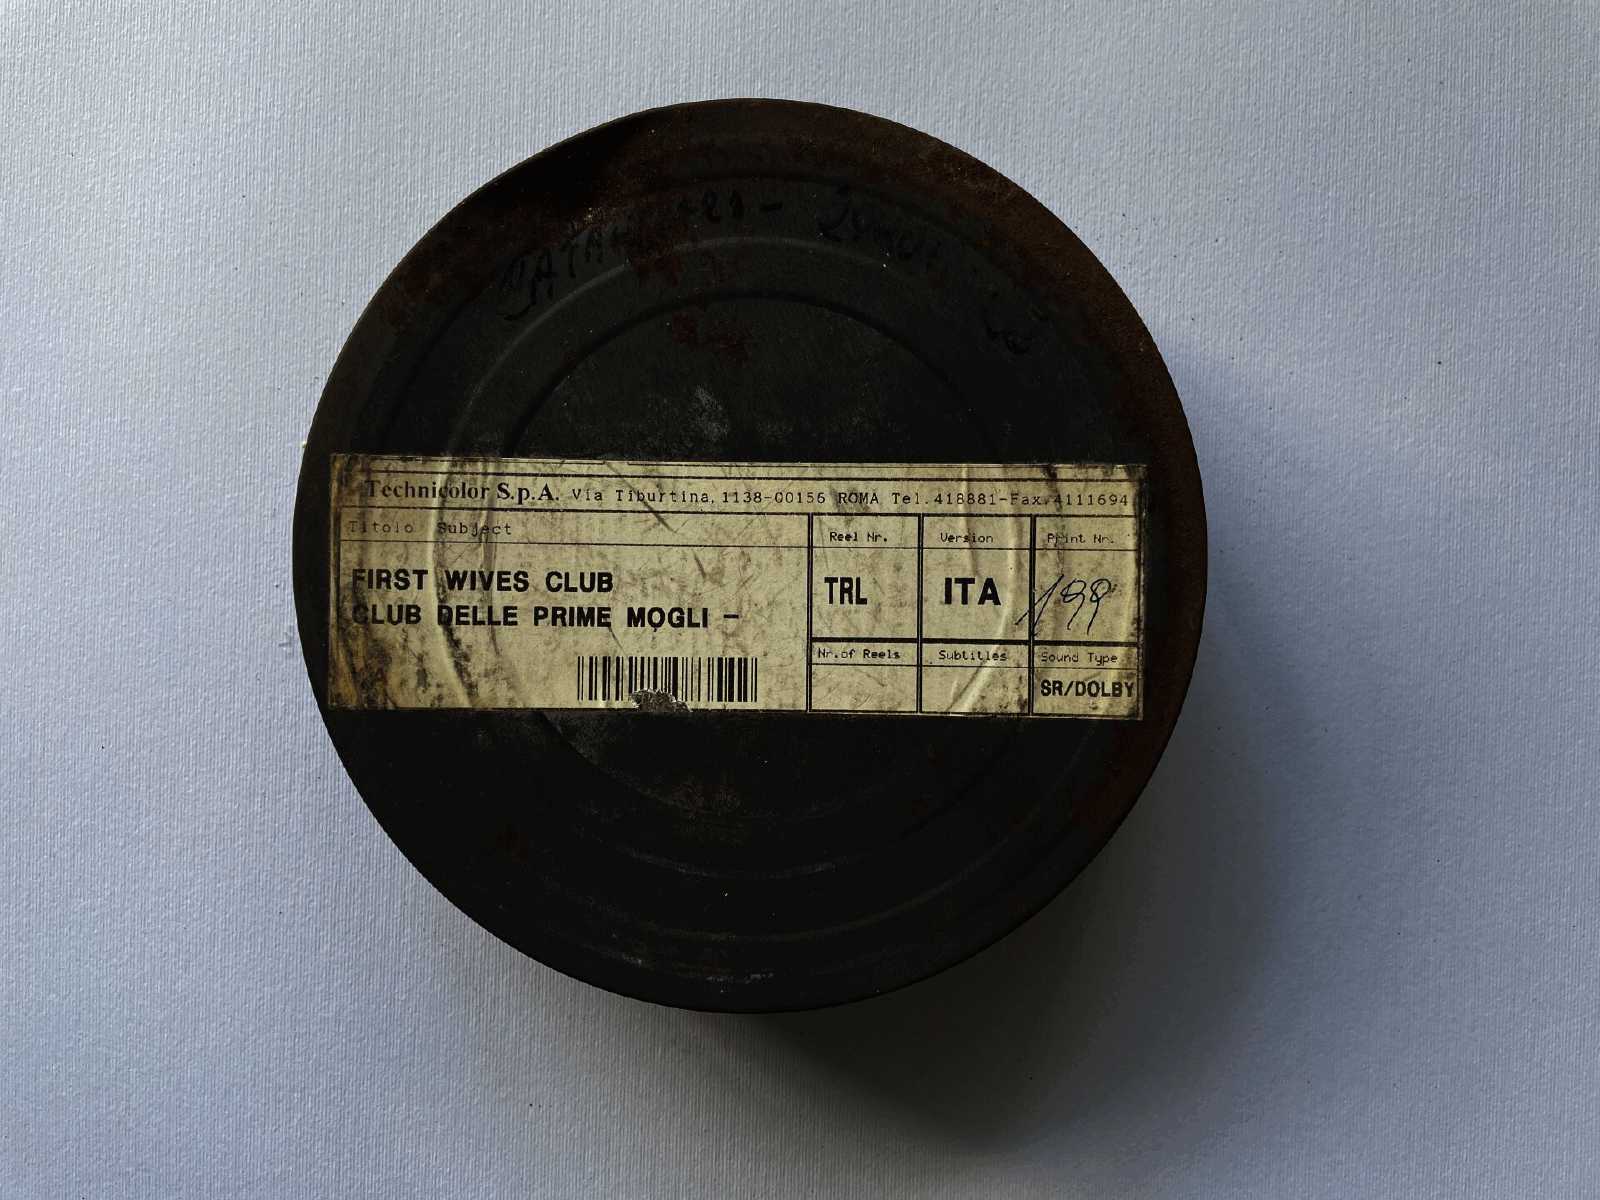 Technicolor S.p.A. Via Tiburtina, 1138-00156 ROMA Tel. 418881-Fax. 4111694
Titolo Subject
FIRST WIVES CLUB
CLUB DELLE PRIME MOGLI -
Reel Nr.
TRL
Version
ITA
Print Nr.
199
Nr. of Reels
Subtitles
Sound Type
SR/DOLBY